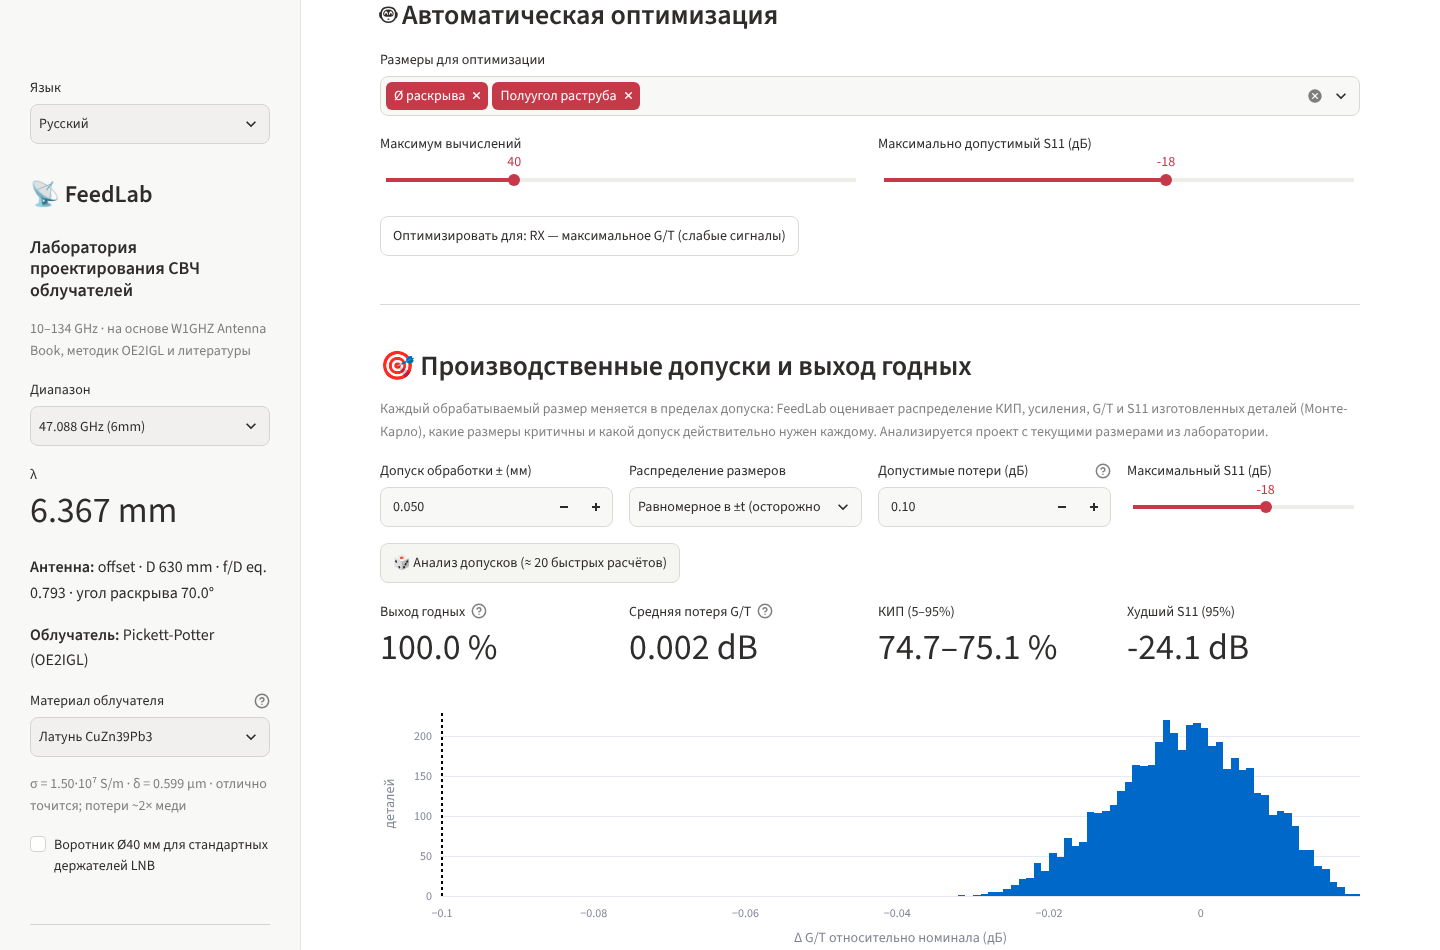 Язык
Русский
📡 FeedLab
Лаборатория
проектирования СВЧ
облучателей
10–134 GHz · на основе W1GHZ Antenna
Book, методик OE2IGL и литературы
Диапазон
47.088 GHz (6mm)
λ
6.367 mm
Антенна: offset · D 630 mm · f/D eq.
0.793 · угол раскрыва 70.0°
Облучатель: Pickett-Potter
(OE2IGL)
Материал облучателя
Латунь CuZn39Pb3
σ = 1.50·10⁷ S/m · δ = 0.599 µm · отлично
точится; потери ~2× меди
Воротник Ø40 мм для стандартных
держателей LNB
Автоматическая оптимизация
Размеры для оптимизации
Ø раскрыва Полуугол раструба
Максимум вычислений
40
Максимально допустимый S11 (дБ)
-18
Оптимизировать для: RX — максимальное G/T (слабые сигналы)
🎯 Производственные допуски и выход годных
Каждый обрабатываемый размер меняется в пределах допуска: FeedLab оценивает распределение КИП, усиления, G/T и S11 изготовленных деталей (Монте-
Карло), какие размеры критичны и какой допуск действительно нужен каждому. Анализируется проект с текущими размерами из лаборатории.
Допуск обработки ± (мм)
0.050
Распределение размеров
Равномерное в ±t (осторожно
Допустимые потери (дБ)
0.10
Максимальный S11 (дБ)
-18
🎲 Анализ допусков (≈ 20 быстрых расчётов)
Выход годных
100.0 %
Средняя потеря G/T
0.002 dB
КИП (5–95%)
74.7–75.1 %
Худший S11 (95%)
-24.1 dB
деталей
200
150
100
50
0
−0.1 −0.08 −0.06 −0.04 −0.02 0
Δ G/T относительно номинала (дБ)